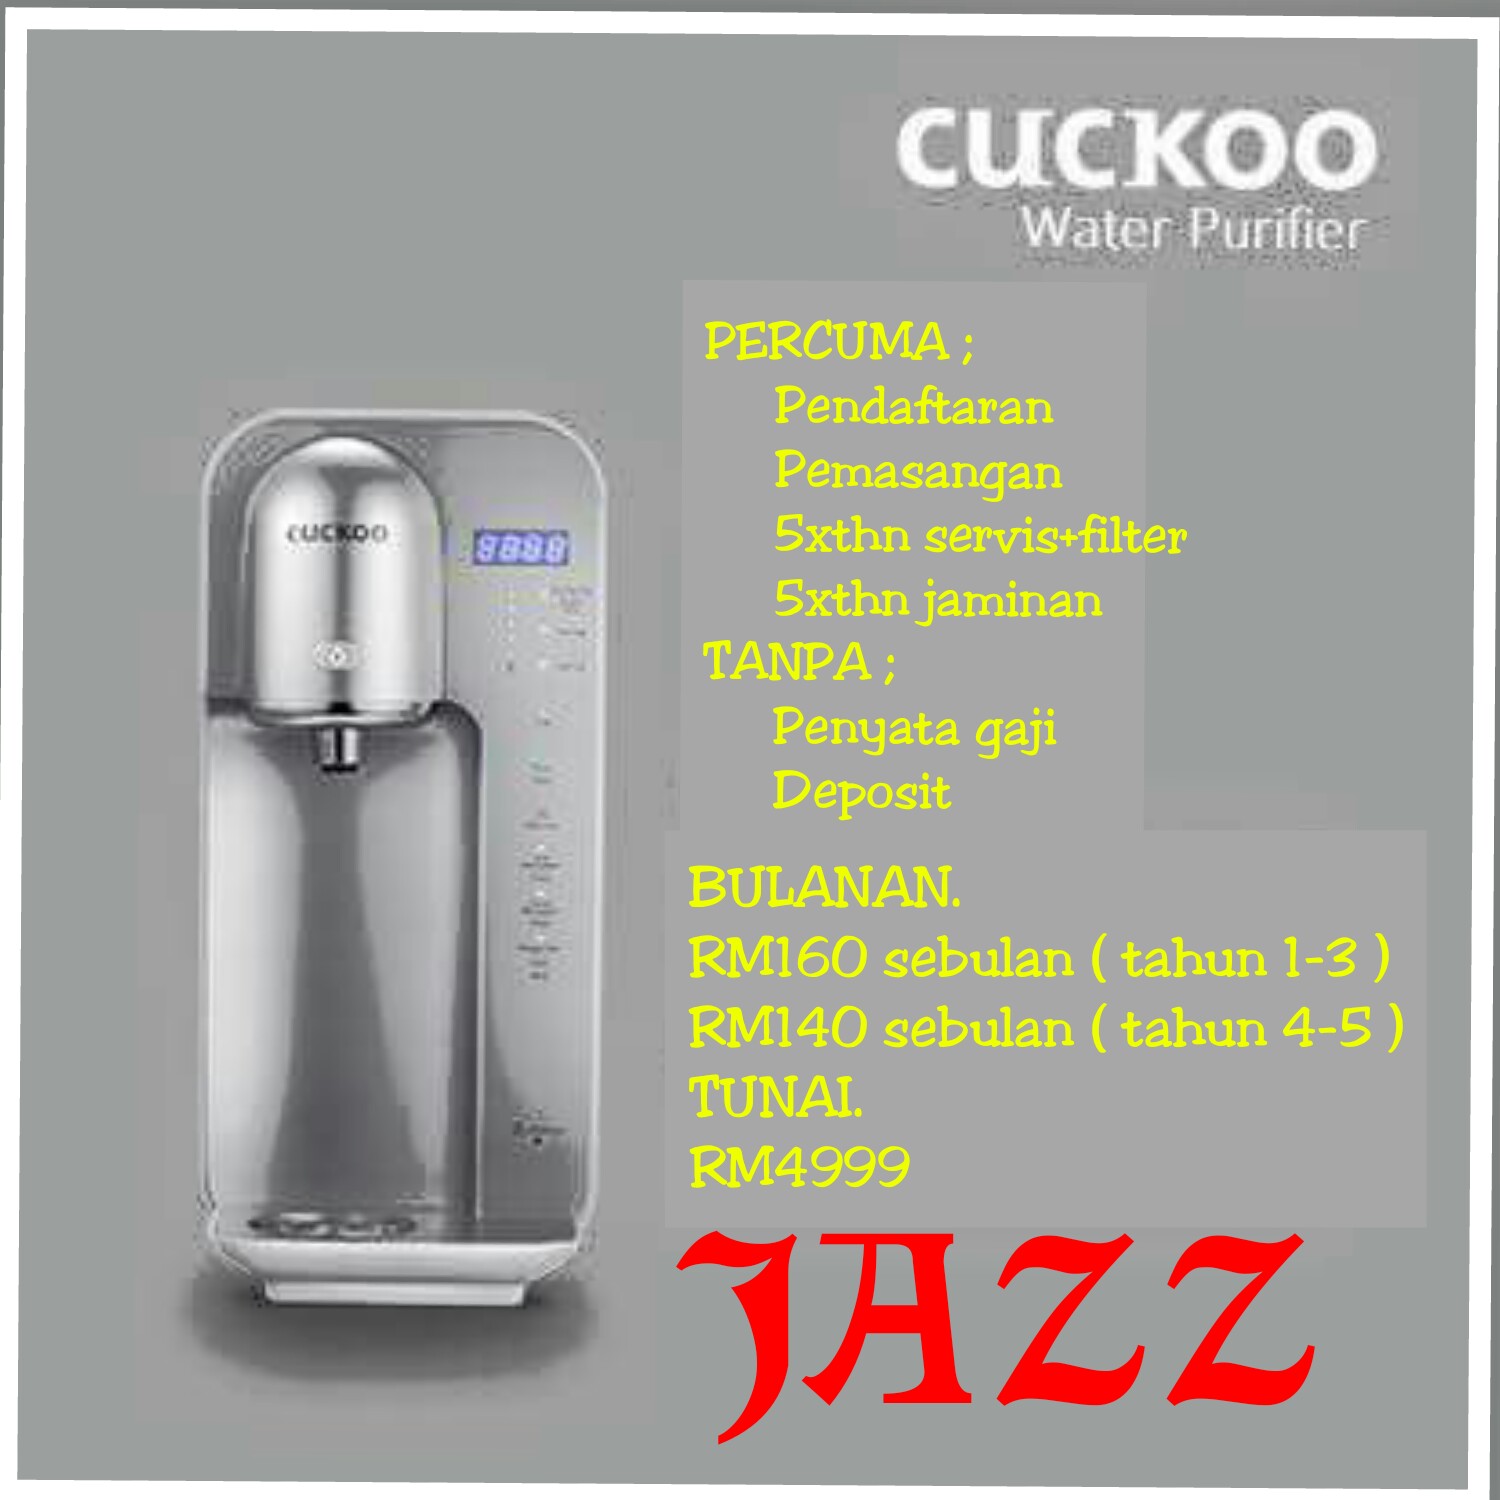 CUCKOO
Water Purifier
PERCUMA ;
Pendaftaran
Pemasangan
5xthn servis+filter
5xthn jaminan
TANPA ;
Penyata gaji
Deposit
BULANAN.
RM160 sebulan ( tahun 1-3 )
RM140 sebulan ( tahun 4-5 )
TUNAI.
RM4999
JAZZ
CUCKOO
8888